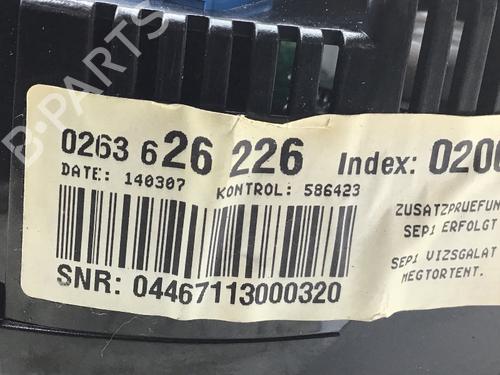 B-PARTS
0263 626 226 Index: 020
DATE: 140307 KONTROL: 586423
ZUSATZPRUEFUN
SEP1 ERFOLGT
SEP1 VIZSGALAT
MEGTORTENT.
SNR: 04467113000320